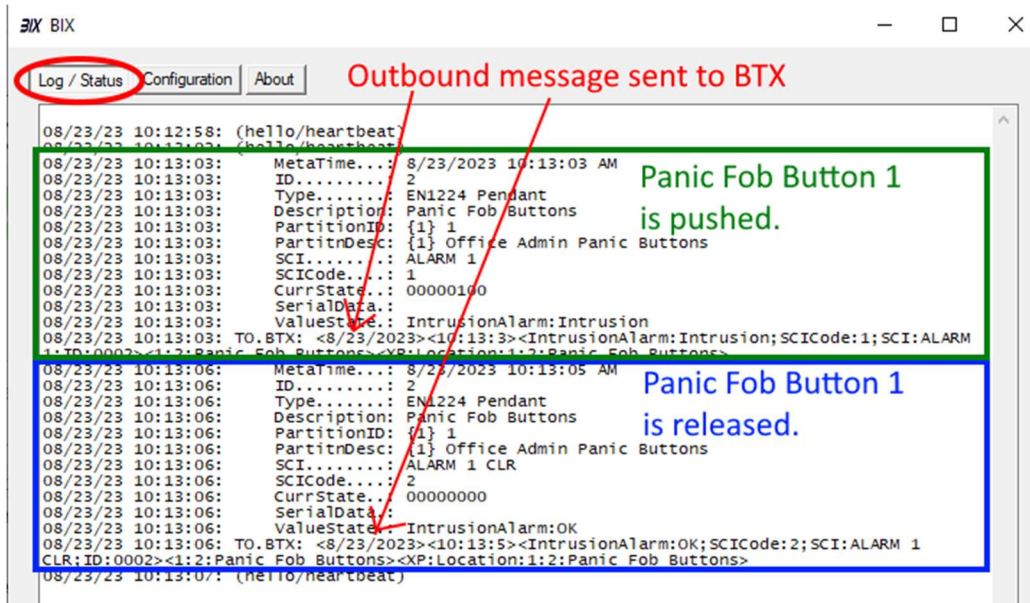 BIX BIX
Log / Status Configuration About
Outbound message sent to BTX
08/23/23 10:12:58: (hello/heartbeat)
08/23/23 10:13:02: (hello/heartbeat)
08/23/23 10:13:03: MetaTime...: 8/23/2023 10:13:03 AM
08/23/23 10:13:03: ID.........: 2
08/23/23 10:13:03: Type.......: EN1224 Pendant
08/23/23 10:13:03: Description: Panic Fob Buttons
08/23/23 10:13:03: PartitionID: {1} 1
08/23/23 10:13:03: PartitnDesc: {1} Office Admin Panic Buttons
08/23/23 10:13:03: SCI........: ALARM 1
08/23/23 10:13:03: SCICode....: 1
08/23/23 10:13:03: CurrState..: 00000100
08/23/23 10:13:03: SerialData.:
08/23/23 10:13:03: ValueState.: IntrusionAlarm:Intrusion
08/23/23 10:13:03: TO.BTX: <8/23/2023><10:13:3><IntrusionAlarm:Intrusion;SCICode:1;SCI:ALARM
1;ID:0002><1:2:Panic Fob Buttons><XP:Location:1:2:Panic Fob Buttons>
Panic Fob Button 1
is pushed.
08/23/23 10:13:06: MetaTime...: 8/23/2023 10:13:05 AM
08/23/23 10:13:06: ID.........: 2
08/23/23 10:13:06: Type.......: EN1224 Pendant
08/23/23 10:13:06: Description: Panic Fob Buttons
08/23/23 10:13:06: PartitionID: {1} 1
08/23/23 10:13:06: PartitnDesc: {1} Office Admin Panic Buttons
08/23/23 10:13:06: SCI........: ALARM 1 CLR
08/23/23 10:13:06: SCICode....: 2
08/23/23 10:13:06: CurrState..: 00000000
08/23/23 10:13:06: SerialData.:
08/23/23 10:13:06: ValueState.: IntrusionAlarm:OK
08/23/23 10:13:06: TO.BTX: <8/23/2023><10:13:5><IntrusionAlarm:OK;SCICode:2;SCI:ALARM 1
CLR;ID:0002><1:2:Panic Fob Buttons><XP:Location:1:2:Panic Fob Buttons>
Panic Fob Button 1
is released.
08/23/23 10:13:07: (hello/heartbeat)